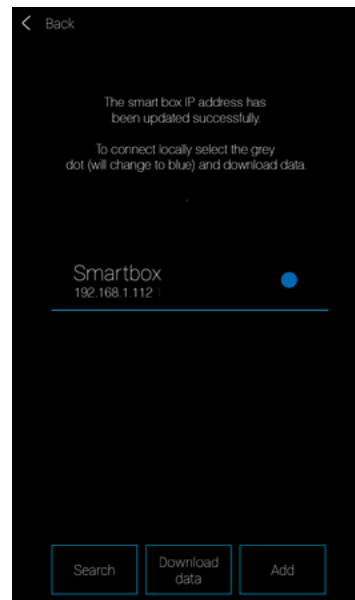 Back
The smart box IP address has
been updated successfully.
To connect locally select the grey
dot (will change to blue) and download data.
Smartbox
192.168.1.112
Search
Download
data
Add